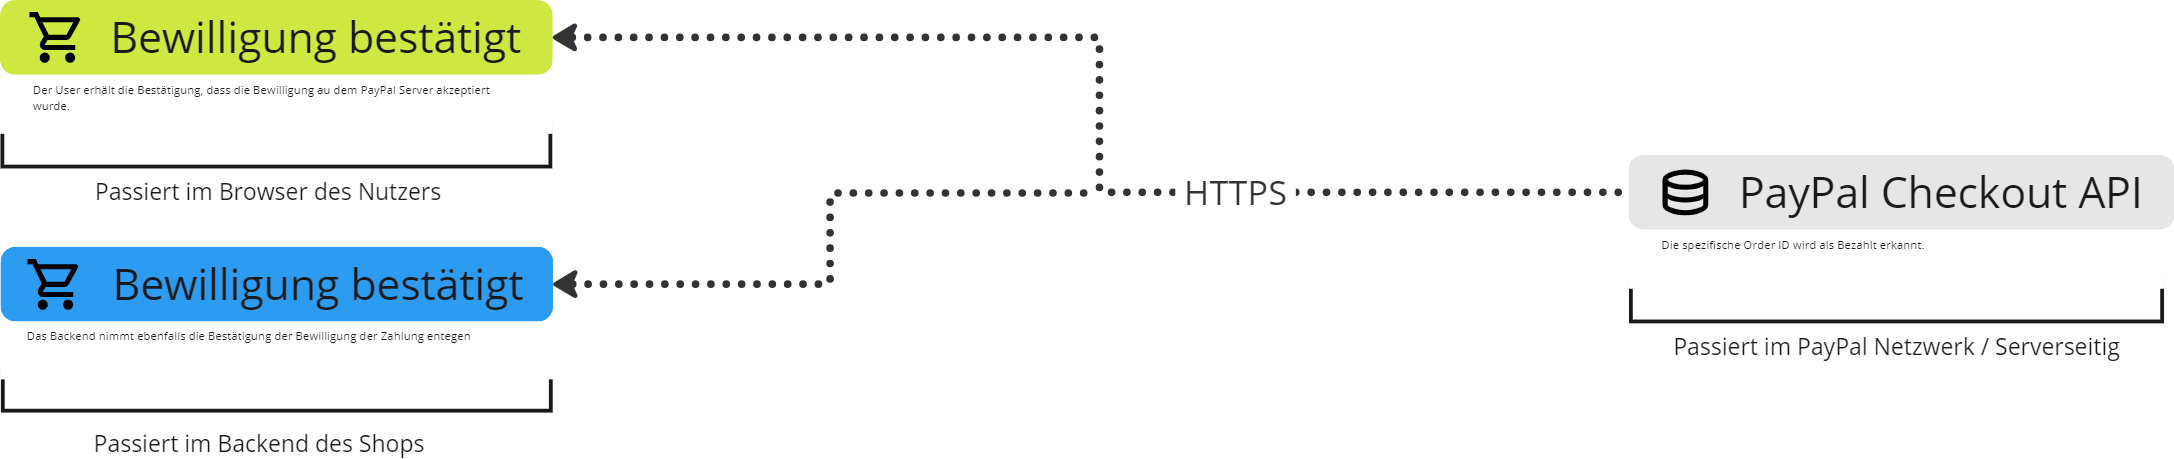 Bewilligung bestätigt
Der User erhält die Bestätigung, dass die Bewilligung au dem PayPal Server akzeptiert
wurde.
Passiert im Browser des Nutzers
HTTPS
PayPal Checkout API
Die spezifische Order ID wird als Bezahlt erkannt.
Passiert im PayPal Netzwerk / Serverseitig
Bewilligung bestätigt
Das Backend nimmt ebenfalls die Bestätigung der Bewilligung der Zahlung entegen
Passiert im Backend des Shops